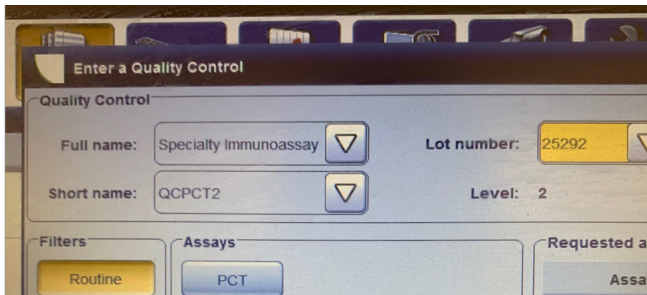 Enter a Quality Control
Quality Control
Full name: Specialty Immunoassay Lot number: 25292
Short name: QCPCT2 Level: 2
Filters Assays Requested a
Routine PCT Assa